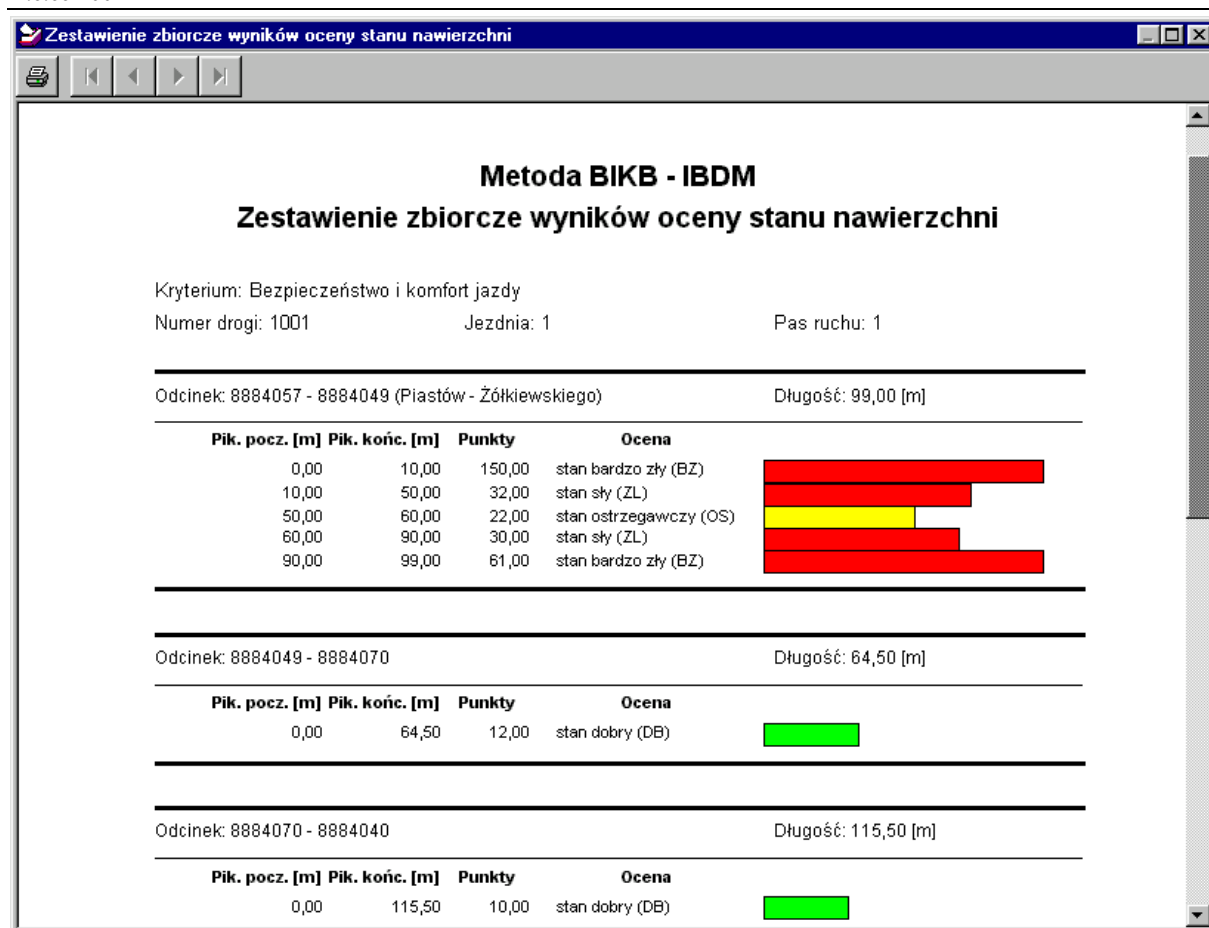 Zestawienie zbiorcze wyników oceny stanu nawierzchni
Metoda BIKB - IBDM
Zestawienie zbiorcze wyników oceny stanu nawierzchni
Kryterium: Bezpieczeństwo i komfort jazdy
Numer drogi: 1001 Jezdnia: 1 Pas ruchu: 1
Odcinek: 8884057 - 8884049 (Piastów - Żółkiewskiego) Długość: 99,00 [m]
Pik. pocz. [m] Pik. końc. [m] Punkty Ocena
0,00 10,00 150,00 stan bardzo zły (BZ)
10,00 50,00 32,00 stan sły (ZL)
50,00 60,00 22,00 stan ostrzegawczy (OS)
60,00 90,00 30,00 stan sły (ZL)
90,00 99,00 61,00 stan bardzo zły (BZ)
Odcinek: 8884049 - 8884070 Długość: 64,50 [m]
Pik. pocz. [m] Pik. końc. [m] Punkty Ocena
0,00 64,50 12,00 stan dobry (DB)
Odcinek: 8884070 - 8884040 Długość: 115,50 [m]
Pik. pocz. [m] Pik. końc. [m] Punkty Ocena
0,00 115,50 10,00 stan dobry (DB)